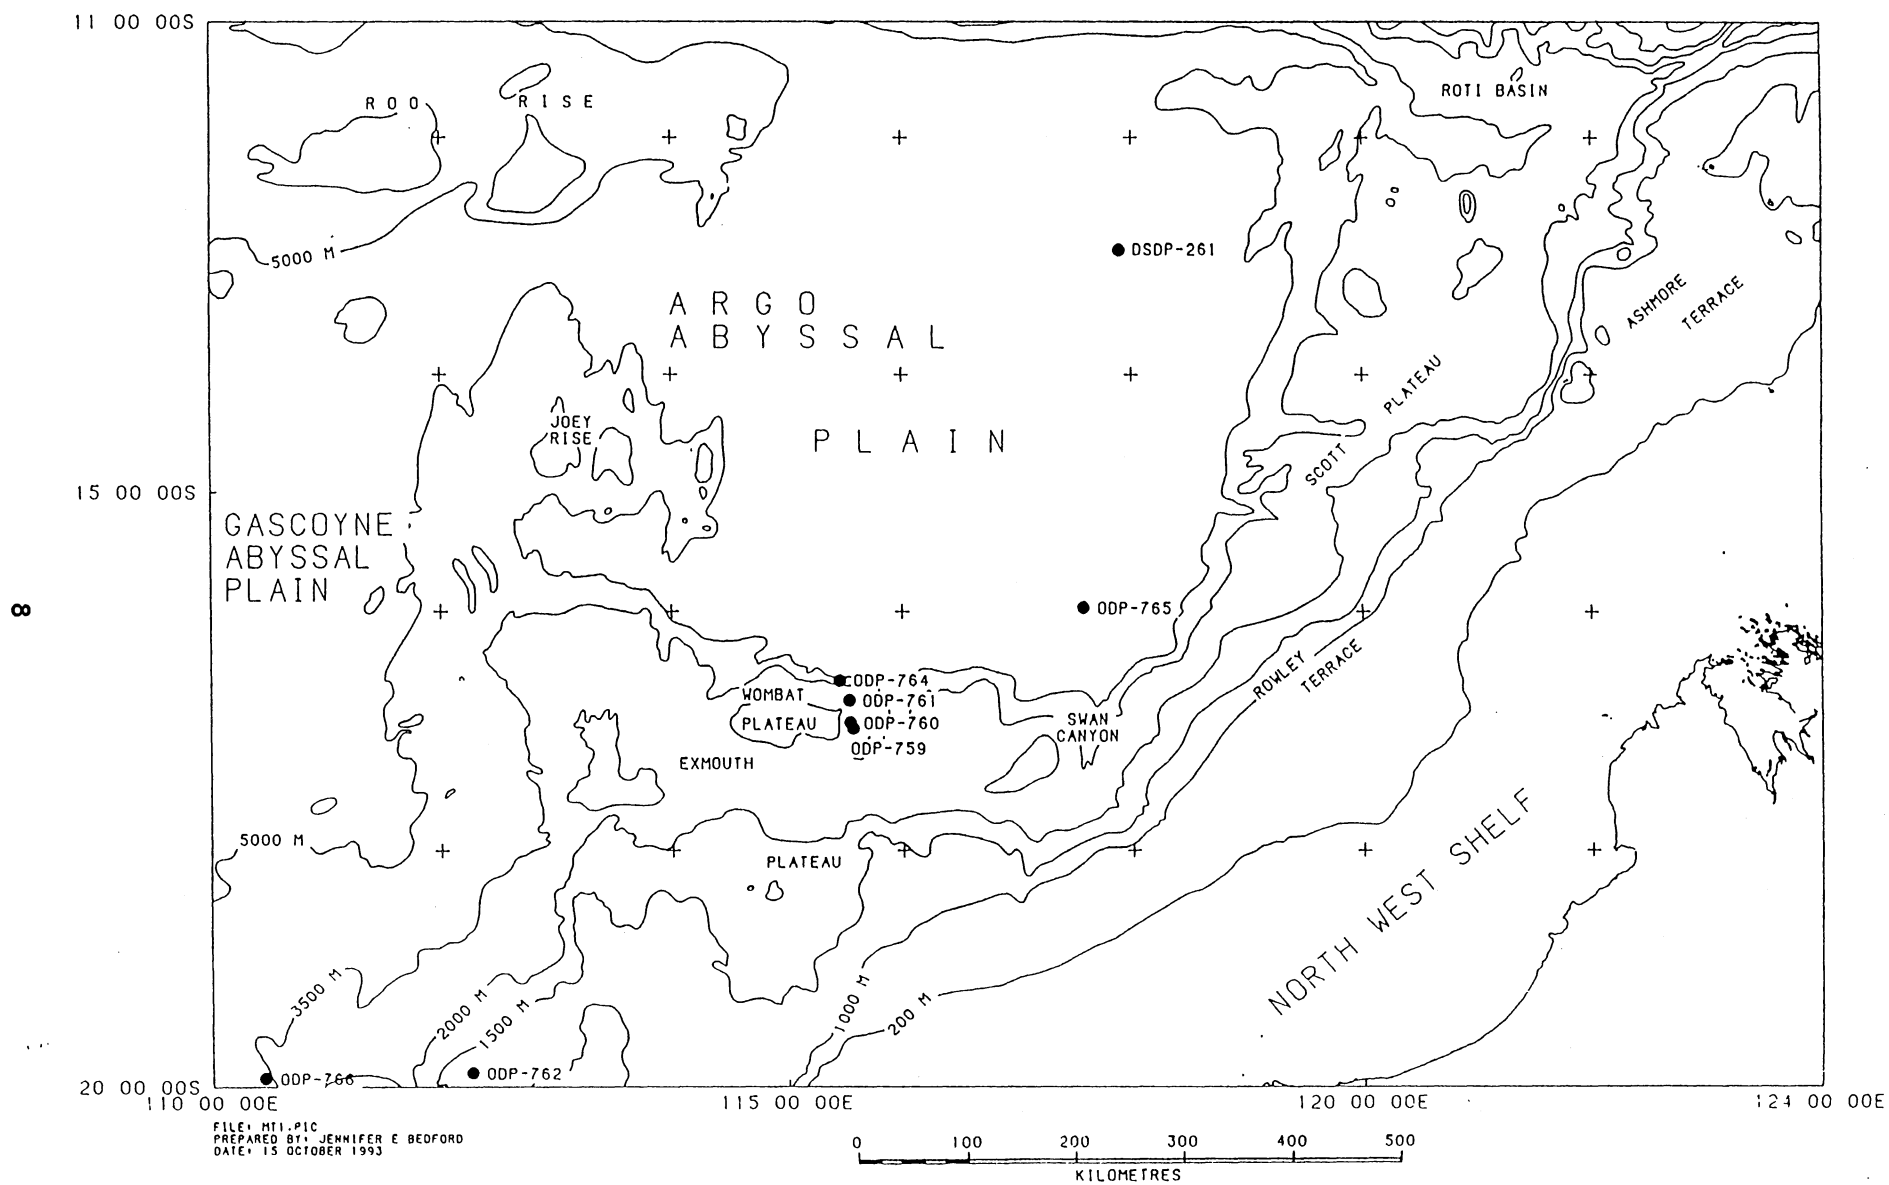 11 00 00S
ROO RISE
ROTI BASIN
5000 M
DSDP-261
ARGO
ABYSSAL
PLAIN
ASHMORE
TERRACE
PLATEAU
SCOTT
JOEY
RISE
15 00 00S
GASCOYNE
ABYSSAL
PLAIN
8
ODP-765
ROWLEY
TERRACE
ODP-764
WOMBAT
ODP-761
PLATEAU
ODP-760
ODP-759
SWAN
CANYON
EXMOUTH
5000 M
PLATEAU
NORTH WEST SHELF
3500 M
2000 M
1500 M
1000 M
200 M
ODP-766
ODP-762
20 00 00S
110 00 00E
115 00 00E
120 00 00E
124 00 00E
FILE: MT1.PIC
PREPARED BY: JENNIFER E BEDFORD
DATE: 15 OCTOBER 1993
0 100 200 300 400 500
KILOMETRES